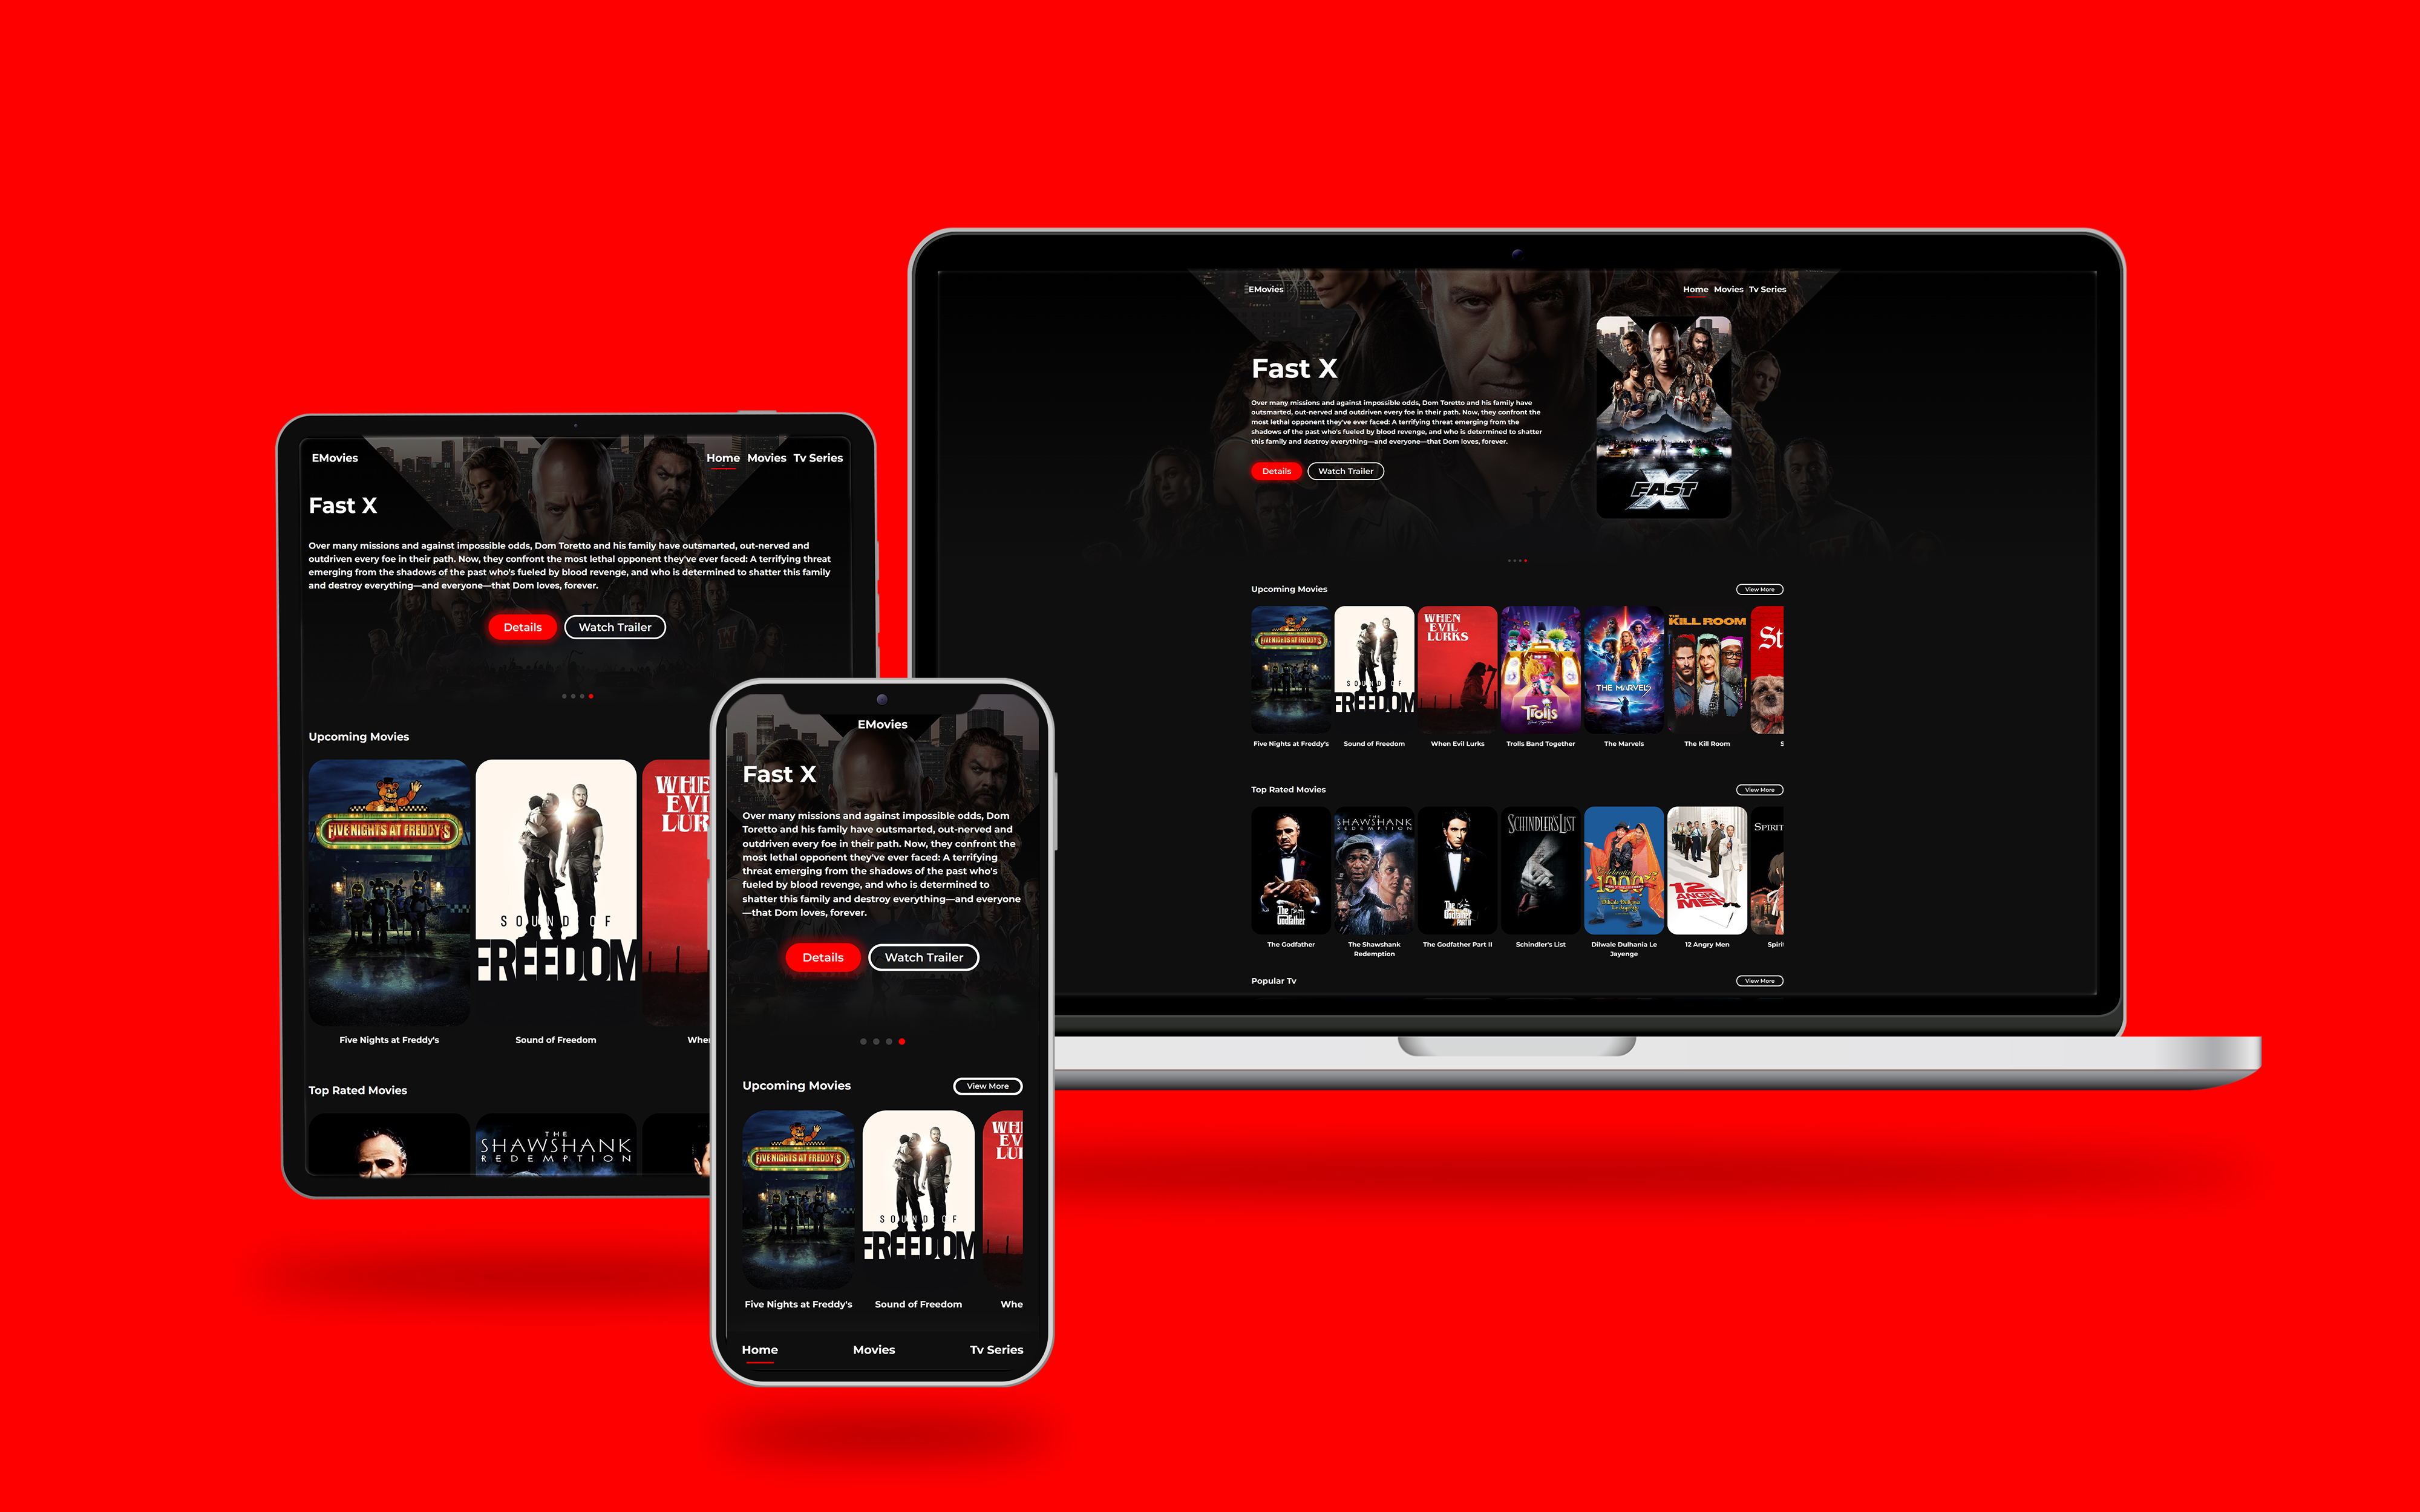 EMovies
Home Movies Tv Series
Fast X
Over many missions and against impossible odds, Dom Toretto and his family have outsmarted, out-nerved and
outdriven every foe in their path. Now, they confront the most lethal opponent they've ever faced: A terrifying threat
emerging from the shadows of the past who's fueled by blood revenge, and who is determined to shatter this family
and destroy everything—and everyone—that Dom loves, forever.
Details
Watch Trailer
Upcoming Movies
FIVE NIGHTS AT FREDDY'S
SOUND OF
FREEDOM
WHE
EVI
LUR
Five Nights at Freddy's
Sound of Freedom
When
Top Rated Movies
THE
SHAWSHANK
REDEMPTION
EMovies
Fast X
Over many missions and against impossible odds, Dom
Toretto and his family have outsmarted, out-nerved and
outdriven every foe in their path. Now, they confront the
most lethal opponent they've ever faced: A terrifying
threat emerging from the shadows of the past who's
fueled by blood revenge, and who is determined to
shatter this family and destroy everything—and everyone
—that Dom loves, forever.
Details
Watch Trailer
Upcoming Movies
View More
FIVE NIGHTS AT FREDDY'S
SOUND OF
FREEDOM
WH
EV
LU
Five Nights at Freddy's
Sound of Freedom
Whe
Home
Movies
Tv Series
EMovies
Home Movies Tv Series
Fast X
Over many missions and against impossible odds, Dom Toretto and his family have
outsmarted, out-nerved and outdriven every foe in their path. Now, they confront the
most lethal opponent they've ever faced: A terrifying threat emerging from the
shadows of the past who's fueled by blood revenge, and who is determined to shatter
this family and destroy everything—and everyone—that Dom loves, forever.
Details
Watch Trailer
FAST X
Upcoming Movies
View More
FIVE NIGHTS AT FREDDY'S
SOUND OF
FREEDOM
WHEN
EVIL
LURKS
Trolls
THE MARVELS
THE
KILL ROOM
St
Five Nights at Freddy's
Sound of Freedom
When Evil Lurks
Trolls Band Together
The Marvels
The Kill Room
S
Top Rated Movies
View More
The
Godfather
THE
SHAWSHANK
REDEMPTION
The
Godfather
PART II
SCHINDLER'S LIST
Celebrating
1000
Dilwale Dulhania
Le Jayenge
12
ANGRY
MEN
SPIRIT
The Godfather
The Shawshank
Redemption
The Godfather Part II
Schindler's List
Dilwale Dulhania Le
Jayenge
12 Angry Men
Spiri
Popular Tv
View More